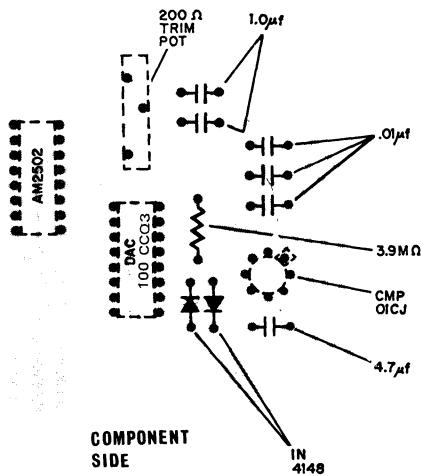 200 Ω
TRIM
POT
1.0µf
AM2502
.01µf
DAC
100 CCQ3
3.9MΩ
CMP
01CJ
4.7µf
COMPONENT
SIDE
IN
4148